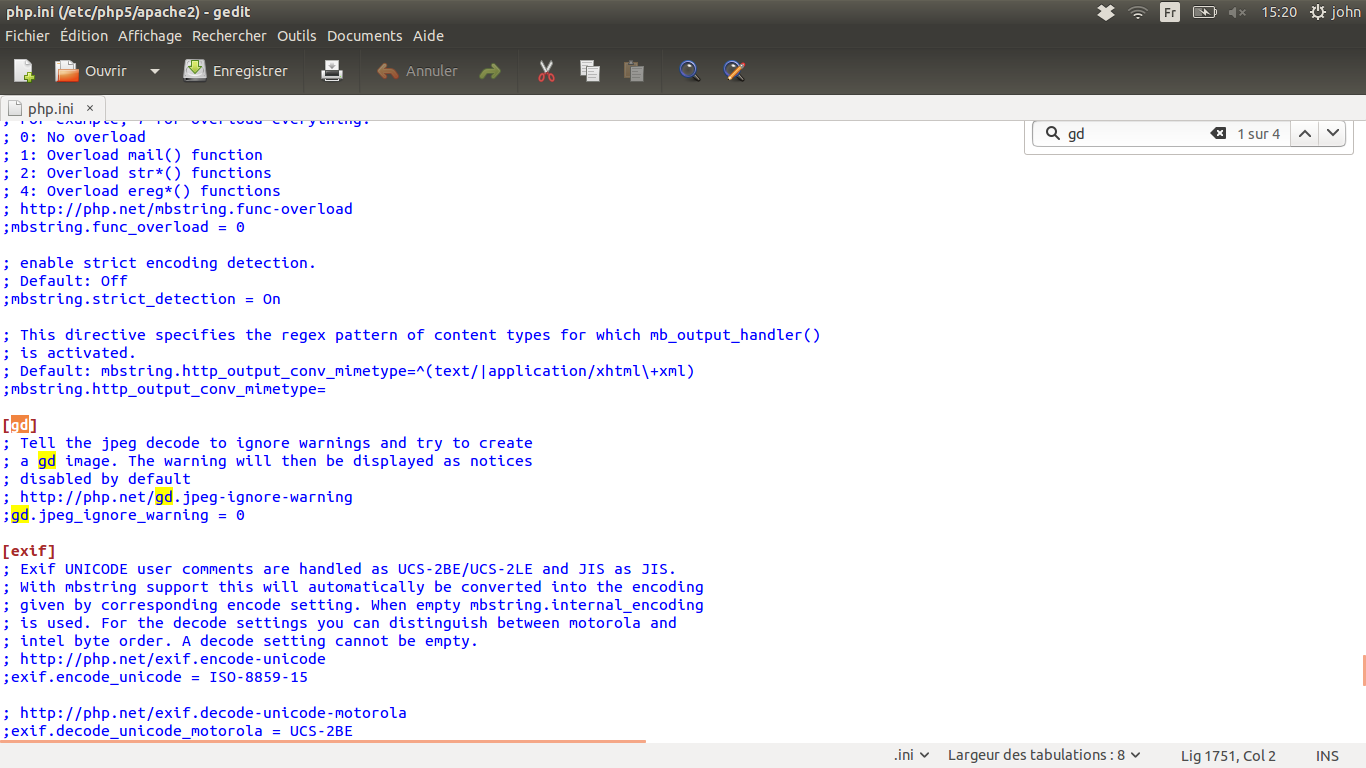 php.ini (/etc/php5/apache2) - gedit
Fr
15:20
john
Fichier Édition Affichage Rechercher Outils Documents Aide
Ouvrir
Enregistrer
Annuler
php.ini ×
; For example, 7 for overload everything.
; 0: No overload
; 1: Overload mail() function
; 2: Overload str*() functions
; 4: Overload ereg*() functions
; http://php.net/mbstring.func-overload
;mbstring.func_overload = 0
gd
1 sur 4
; enable strict encoding detection.
; Default: Off
;mbstring.strict_detection = On
; This directive specifies the regex pattern of content types for which mb_output_handler()
; is activated.
; Default: mbstring.http_output_conv_mimetype=^(text/|application/xhtml\+xml)
;mbstring.http_output_conv_mimetype=
[gd]
; Tell the jpeg decode to ignore warnings and try to create
; a gd image. The warning will then be displayed as notices
; disabled by default
; http://php.net/gd.jpeg-ignore-warning
;gd.jpeg_ignore_warning = 0
[exif]
; Exif UNICODE user comments are handled as UCS-2BE/UCS-2LE and JIS as JIS.
; With mbstring support this will automatically be converted into the encoding
; given by corresponding encode setting. When empty mbstring.internal_encoding
; is used. For the decode settings you can distinguish between motorola and
; intel byte order. A decode setting cannot be empty.
; http://php.net/exif.encode-unicode
;exif.encode_unicode = ISO-8859-15
; http://php.net/exif.decode-unicode-motorola
;exif.decode_unicode_motorola = UCS-2BE
.ini
Largeur des tabulations : 8
Lig 1751, Col 2
INS